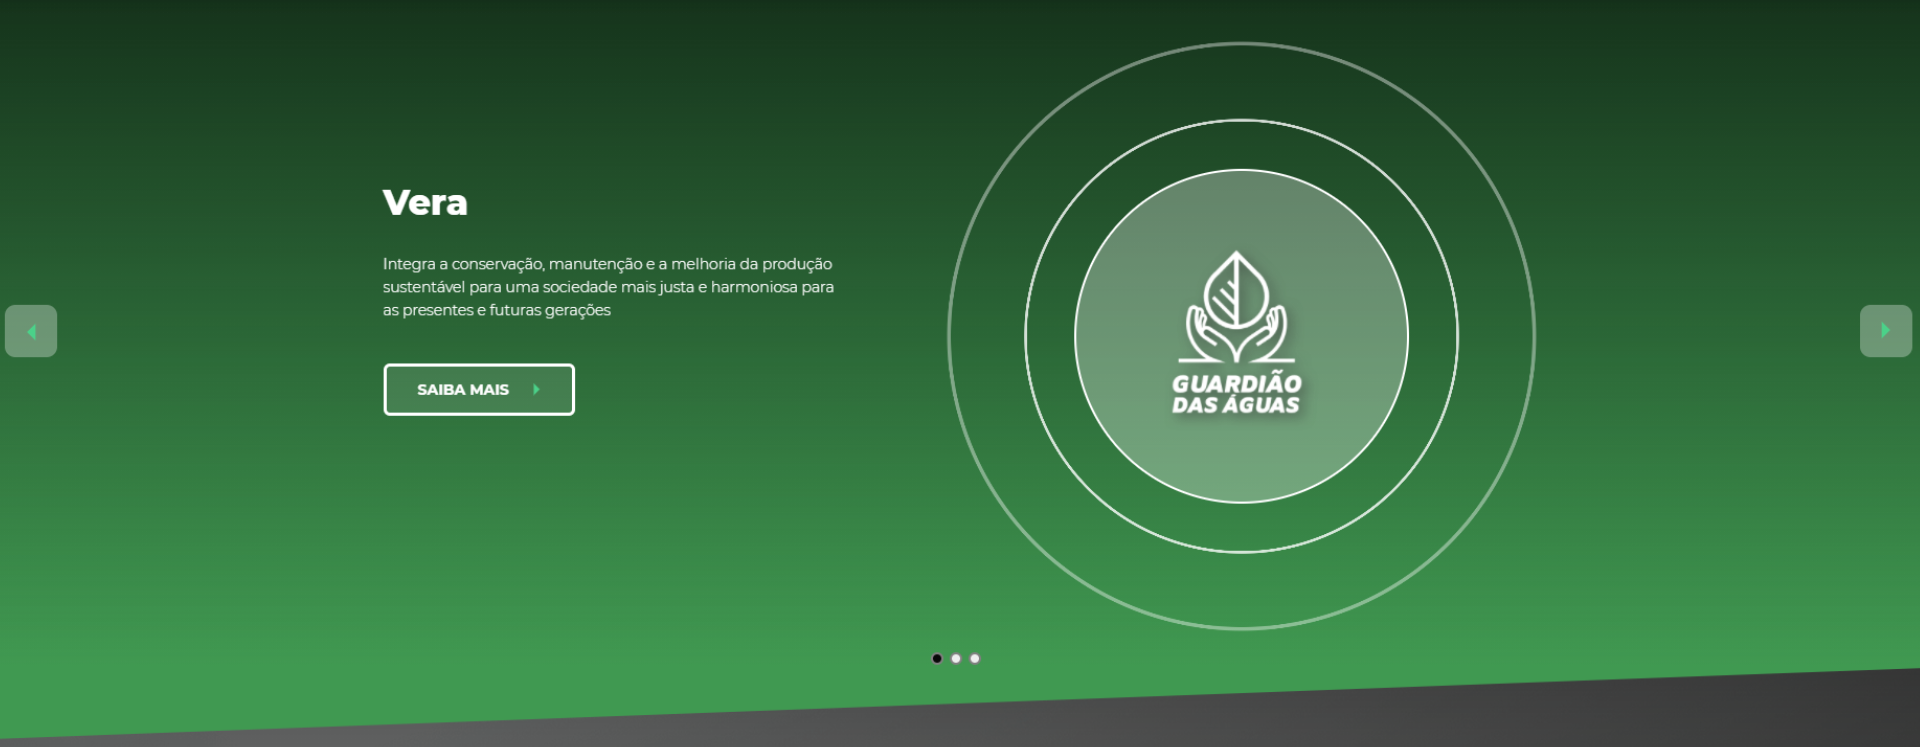 Vera
Integra a conservação, manutenção e a melhoria da produção
sustentável para uma sociedade mais justa e harmoniosa para
as presentes e futuras gerações
SAIBA MAIS
GUARDIÃO
DAS ÁGUAS